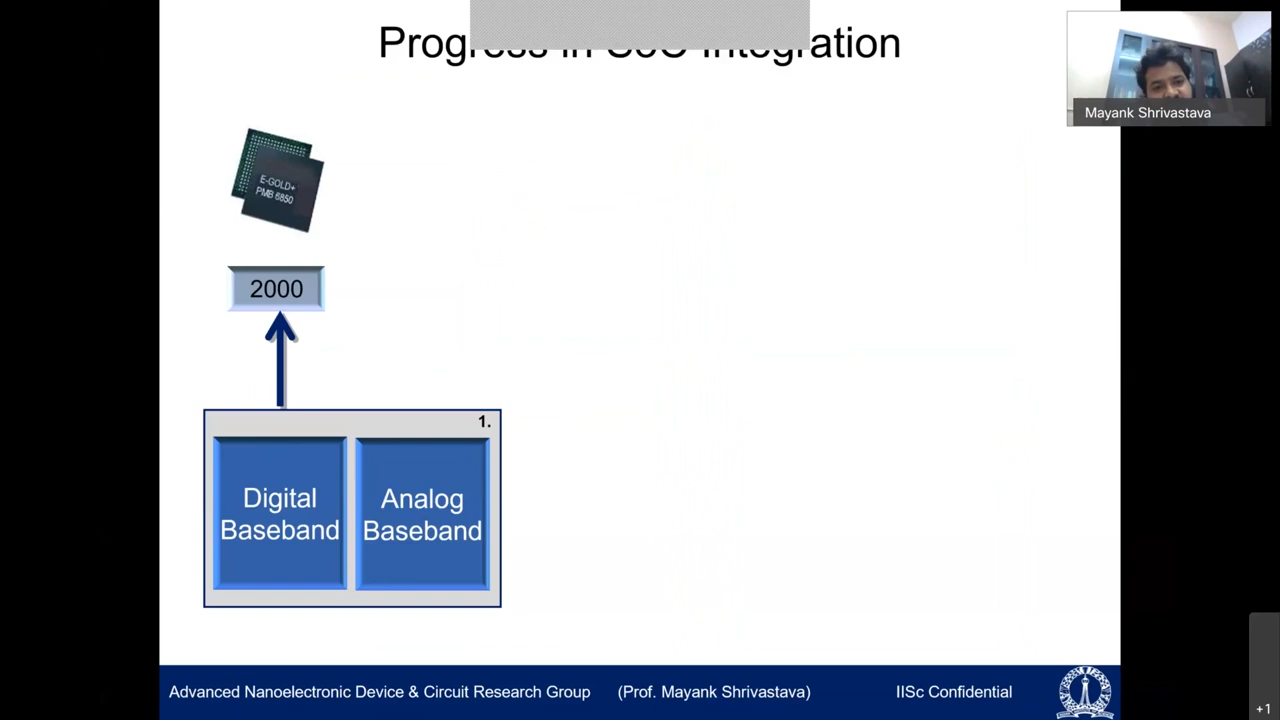 Progress in SoC Integration
Mayank Shrivastava
E-GOLD+
PMB 6850
2000
1.
Digital
Baseband
Analog
Baseband
Advanced Nanoelectronic Device & Circuit Research Group (Prof. Mayank Shrivastava) IISc Confidential
+1